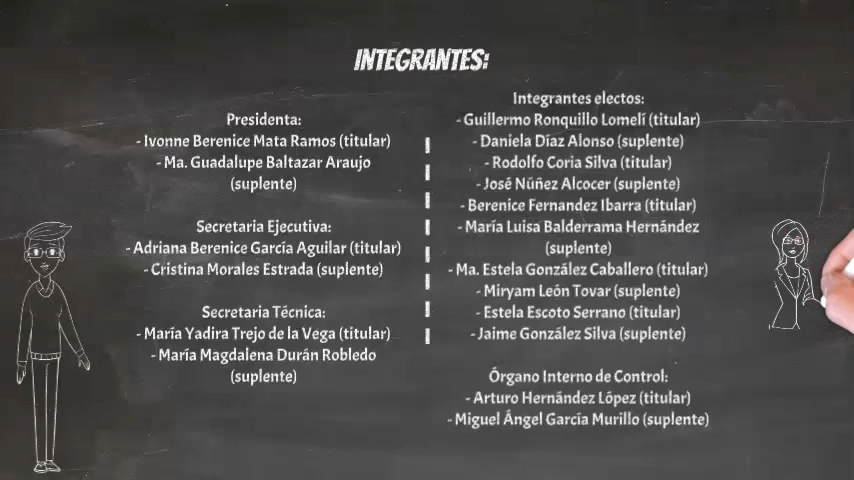 INTEGRANTES:
Presidenta:
- Ivonne Berenice Mata Ramos (titular)
- Ma. Guadalupe Baltazar Araujo
(suplente)
Secretaria Ejecutiva:
- Adriana Berenice García Aguilar (titular)
- Cristina Morales Estrada (suplente)
Secretaria Técnica:
- María Yadira Trejo de la Vega (titular)
- María Magdalena Durán Robledo
(suplente)
Integrantes electos:
- Guillermo Ronquillo Lomelí (titular)
- Daniela Díaz Alonso (suplente)
- Rodolfo Coria Silva (titular)
- José Núñez Alcocer (suplente)
- Berenice Fernandez Ibarra (titular)
- María Luisa Balderrama Hernández
(suplente)
- Ma. Estela González Caballero (titular)
- Miryam León Tovar (suplente)
- Estela Escoto Serrano (titular)
- Jaime González Silva (suplente)
Órgano Interno de Control:
- Arturo Hernández López (titular)
- Miguel Ángel García Murillo (suplente)